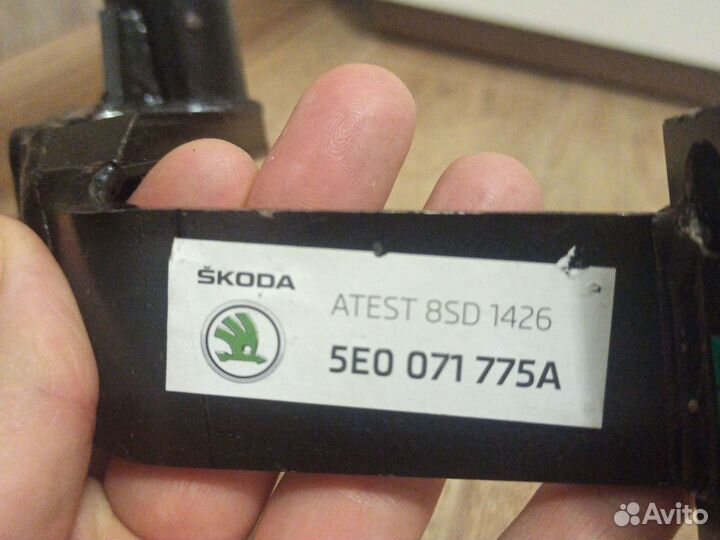 ŠKODA
ATEST 8SD 1426
5E0 071 775A
Avito